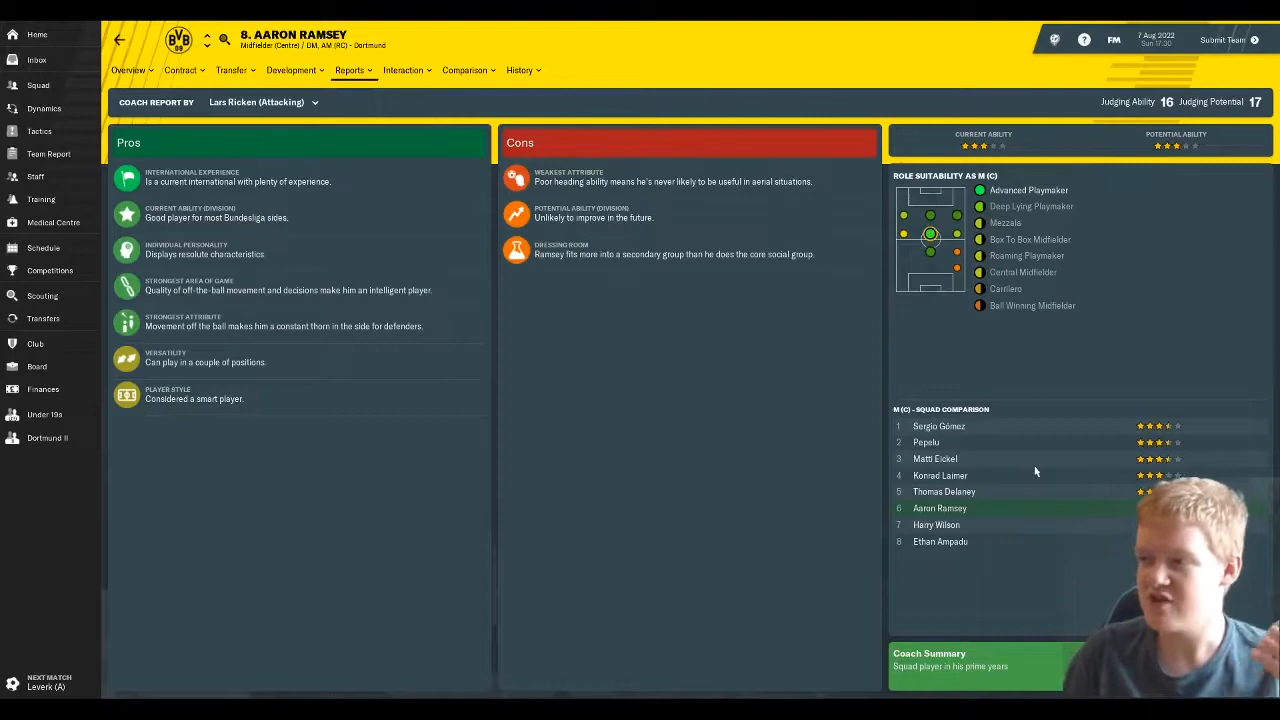 Home
Inbox
Squad
Dynamics
Tactics
Team Report
Staff
Training
Medical Centre
Schedule
Competitions
Scouting
Transfers
Club
Board
Finances
Under 19s
Dortmund II
NEXT MATCH
Leverk (A)
BVB
09
8. AARON RAMSEY
Midfielder (Centre) / DM, AM (RC) - Dortmund
? FM 7 Aug 2022
Sun 17:30
Submit Team
Overview Contract Transfer Development Reports Interaction Comparison History
COACH REPORT BY Lars Ricken (Attacking)
Judging Ability 16 Judging Potential 17
Pros
INTERNATIONAL EXPERIENCE
Is a current international with plenty of experience.
CURRENT ABILITY (DIVISION)
Good player for most Bundesliga sides.
INDIVIDUAL PERSONALITY
Displays resolute characteristics.
STRONGEST AREA OF GAME
Quality of off-the-ball movement and decisions make him an intelligent player.
STRONGEST ATTRIBUTE
Movement off the ball makes him a constant thorn in the side for defenders.
VERSATILITY
Can play in a couple of positions.
PLAYER STYLE
Considered a smart player.
Cons
WEAKEST ATTRIBUTE
Poor heading ability means he's never likely to be useful in aerial situations.
POTENTIAL ABILITY (DIVISION)
Unlikely to improve in the future.
DRESSING ROOM
Ramsey fits more into a secondary group than he does the core social group.
CURRENT ABILITY POTENTIAL ABILITY
ROLE SUITABILITY AS M (C)
Advanced Playmaker
Deep Lying Playmaker
Mezzala
Box To Box Midfielder
Roaming Playmaker
Central Midfielder
Carrilero
Ball Winning Midfielder
M (C) - SQUAD COMPARISON
1 Sergio Gómez
2 Pepelu
3 Matti Eickel
4 Konrad Laimer
5 Thomas Delaney
6 Aaron Ramsey
7 Harry Wilson
8 Ethan Ampadu
Coach Summary
Squad player in his prime years